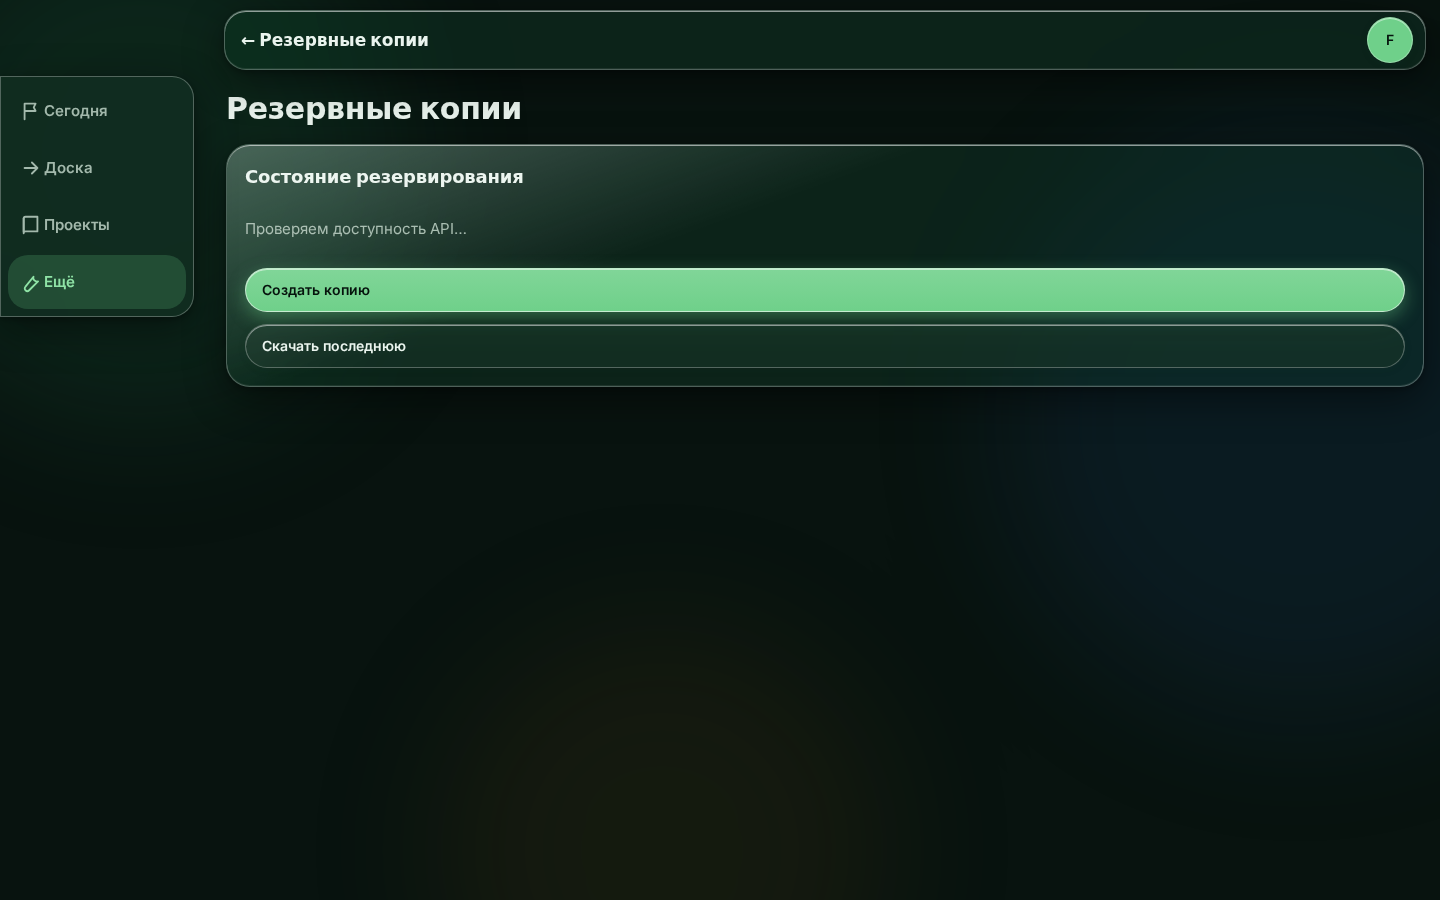 ← Резервные копии
F
Сегодня
Доска
Проекты
Ещё
Резервные копии
Состояние резервирования
Проверяем доступность API...
Создать копию
Скачать последнюю